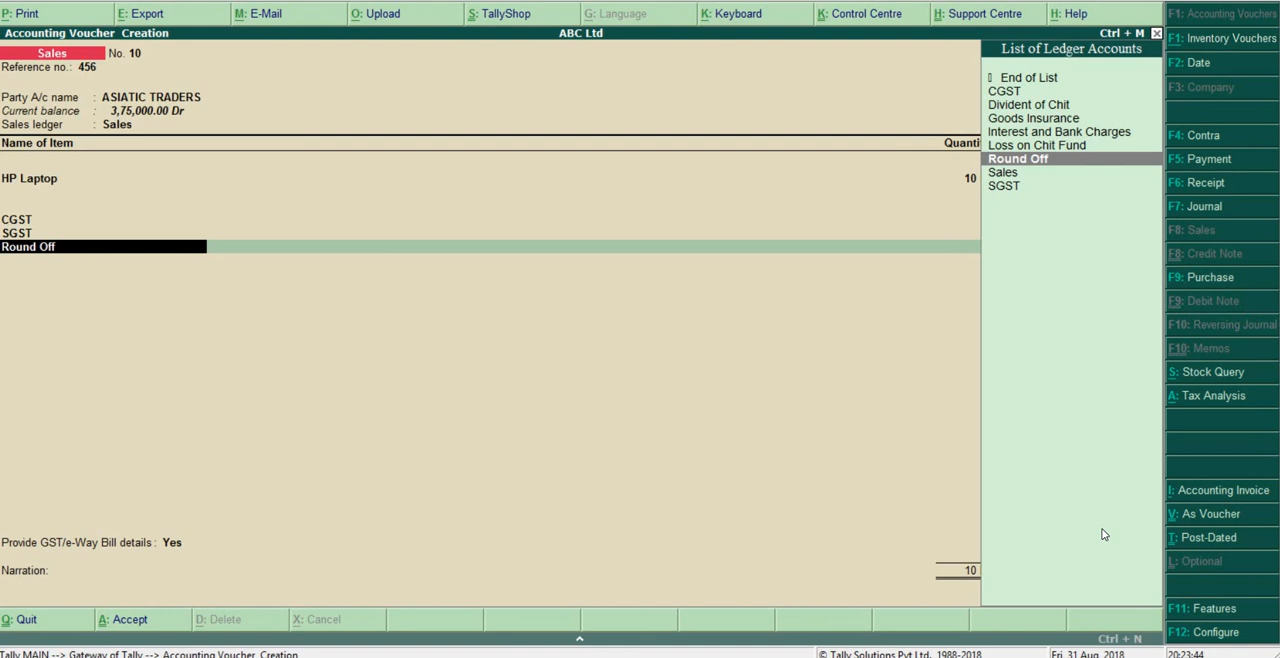 P: Print E: Export M: E-Mail O: Upload S: TallyShop G: Language K: Keyboard K: Control Centre H: Support Centre H: Help
Accounting Voucher Creation ABC Ltd Ctrl + M
Sales No. 10
Reference no.: 456
Party A/c name : ASIATIC TRADERS
Current balance : 3,75,000.00 Dr
Sales ledger : Sales
Name of Item Quanti
HP Laptop 10
CGST
SGST
Round Off
Provide GST/e-Way Bill details : Yes
Narration: 10
List of Ledger Accounts
End of List
CGST
Divident of Chit
Goods Insurance
Interest and Bank Charges
Loss on Chit Fund
Round Off
Sales
SGST
F1: Accounting Vouchers
F1: Inventory Vouchers
F2: Date
F3: Company
F4: Contra
F5: Payment
F6: Receipt
F7: Journal
F8: Sales
F8: Credit Note
F9: Purchase
F9: Debit Note
F10: Reversing Journal
F10: Memos
S: Stock Query
A: Tax Analysis
I: Accounting Invoice
V: As Voucher
T: Post-Dated
L: Optional
F11: Features
F12: Configure
Q: Quit A: Accept D: Delete X: Cancel
Ctrl + N
Tally MAIN --> Gateway of Tally --> Accounting Voucher Creation © Tally Solutions Pvt Ltd., 1988-2018 Fri, 31 Aug, 2018 20:23:44